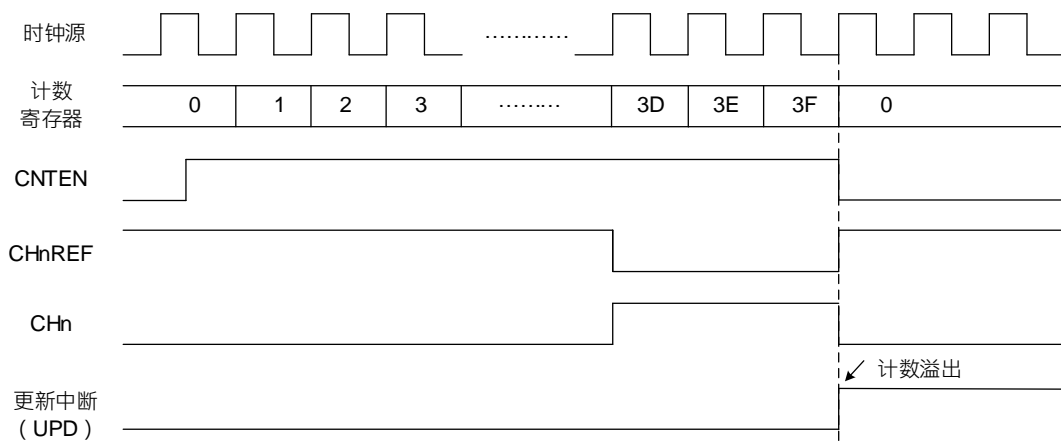 时钟源
…………
计数
寄存器
0 1 2 3 ……… 3D 3E 3F 0
CNTEN
CHnREF
CHn
计数溢出
更新中断
（UPD）